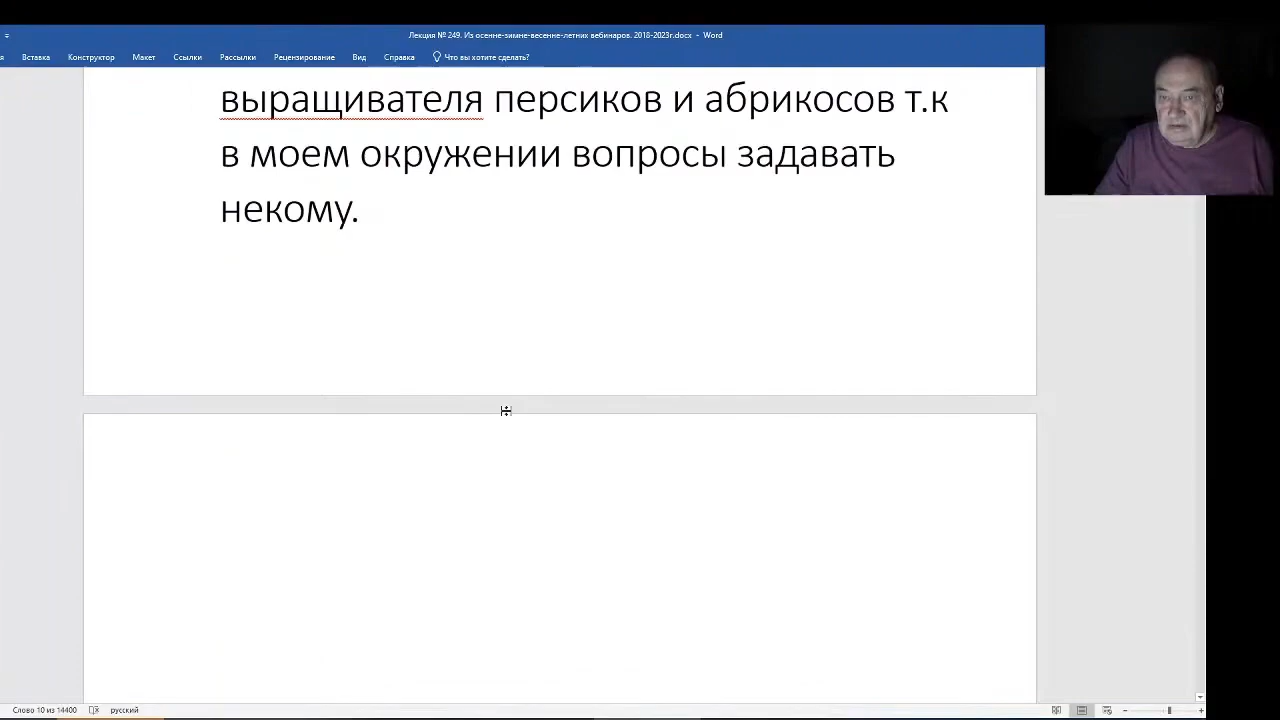 Лекция № 249. Из осенне-зимне-весенне-летних вебинаров. 2018-2023г.docx - Word
я Вставка Конструктор Макет Ссылки Рассылки Рецензирование Вид Справка Что вы хотите сделать?
выращивателя персиков и абрикосов т.к
в моем окружении вопросы задавать
некому.
Слово 10 из 14400 русский